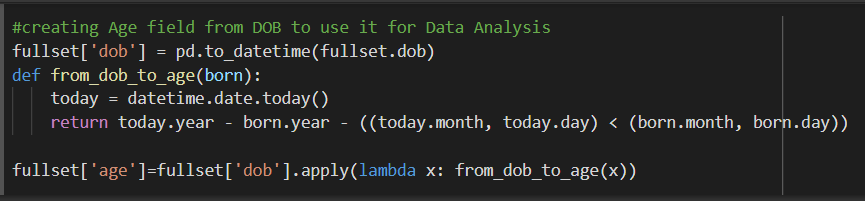 #creating Age field from DOB to use it for Data Analysis
fullset['dob'] = pd.to_datetime(fullset.dob)
def from_dob_to_age(born):
    today = datetime.date.today()
    return today.year - born.year - ((today.month, today.day) < (born.month, born.day))

fullset['age']=fullset['dob'].apply(lambda x: from_dob_to_age(x))